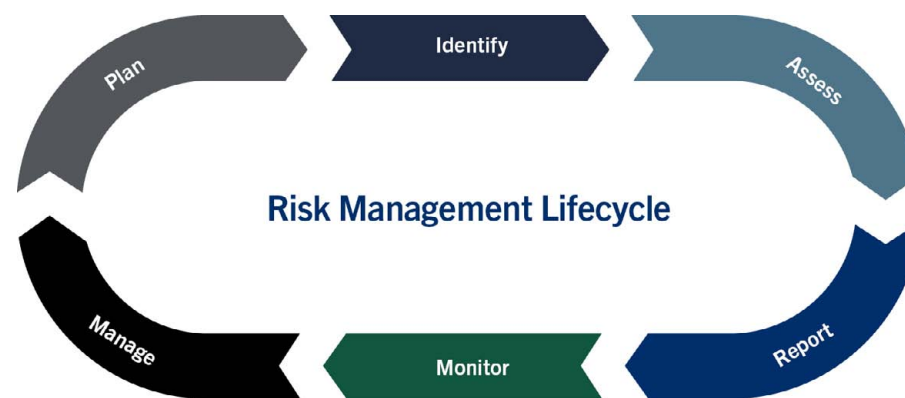 Plan
Identify
Assess
Risk Management Lifecycle
Manage
Monitor
Report